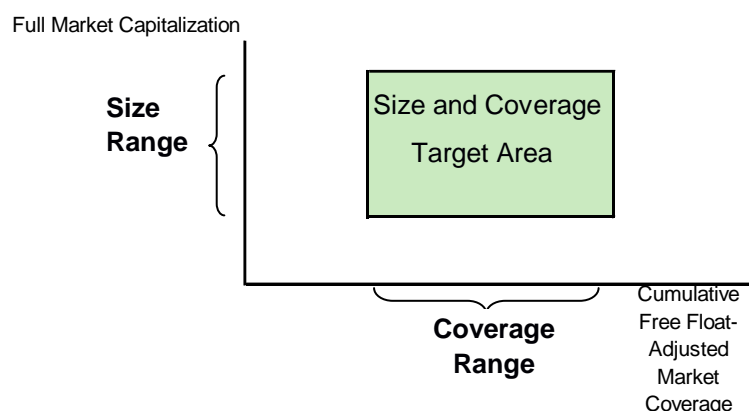 Full Market Capitalization
Size
Range
Size and Coverage
Target Area
Coverage
Range
Cumulative
Free Float-
Adjusted
Market
Coverage